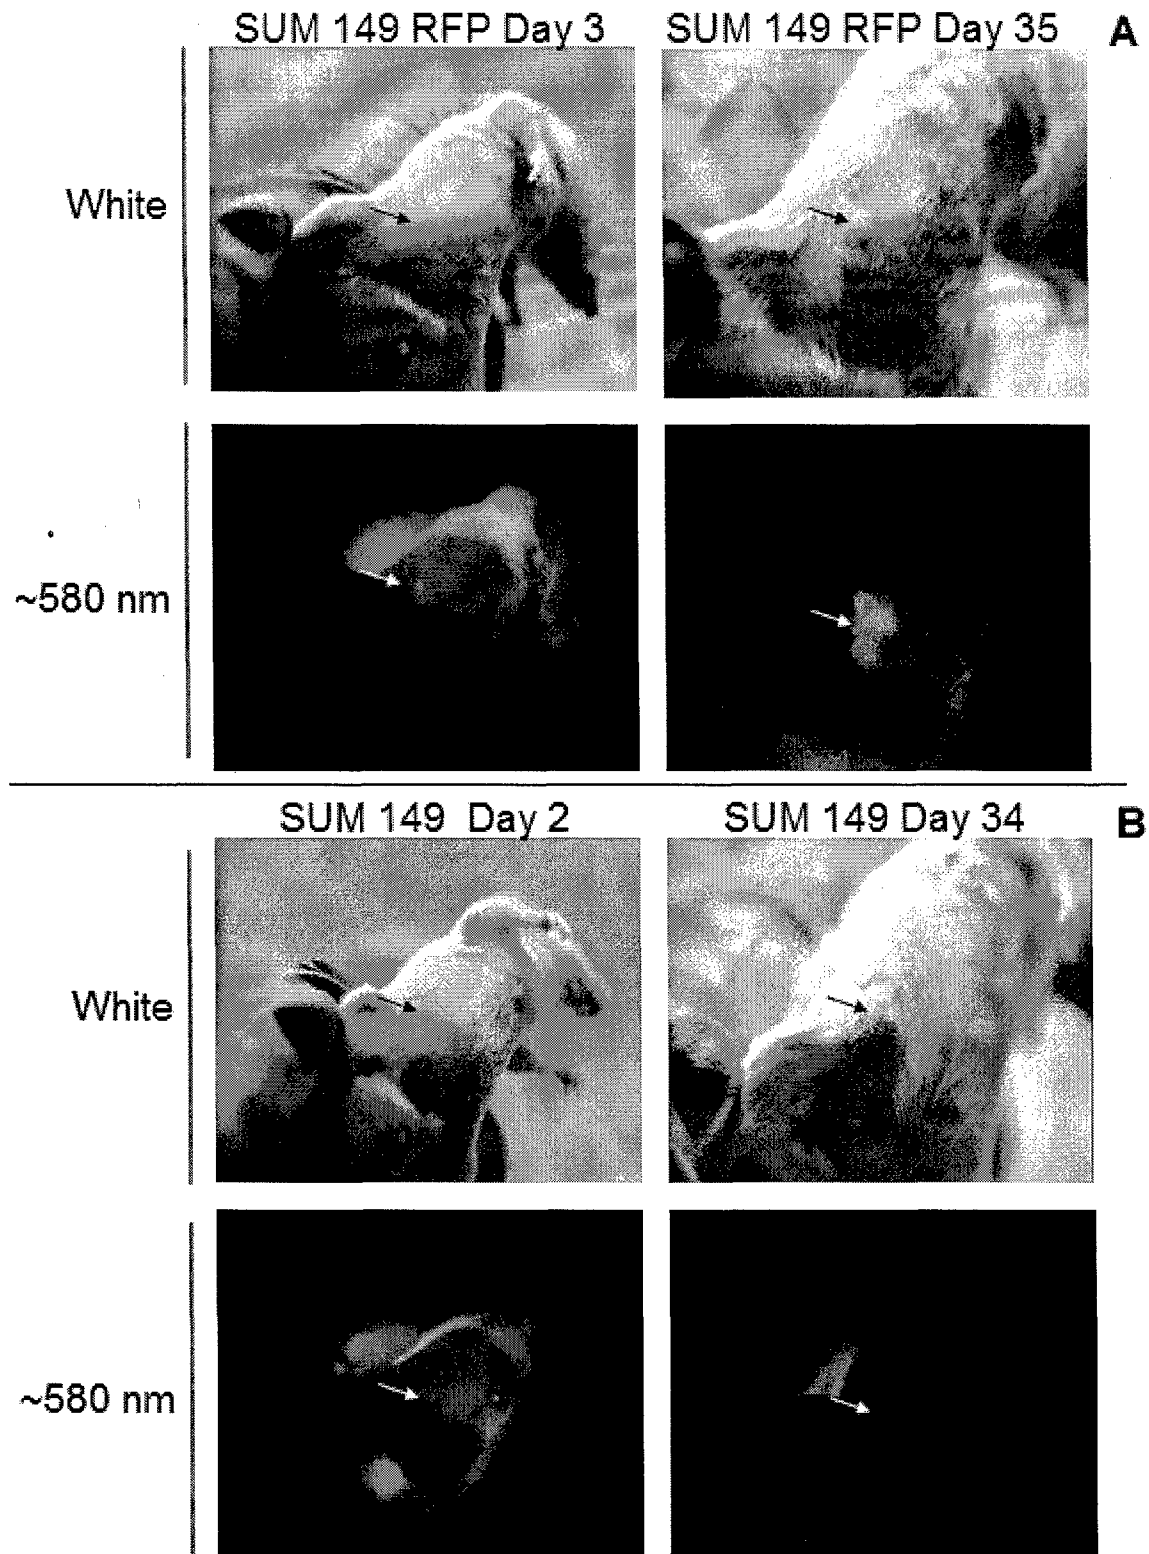 SUM 149 RFP Day 3 SUM 149 RFP Day 35 A
White
~580 nm
SUM 149 Day 2 SUM 149 Day 34 B
White
~580 nm